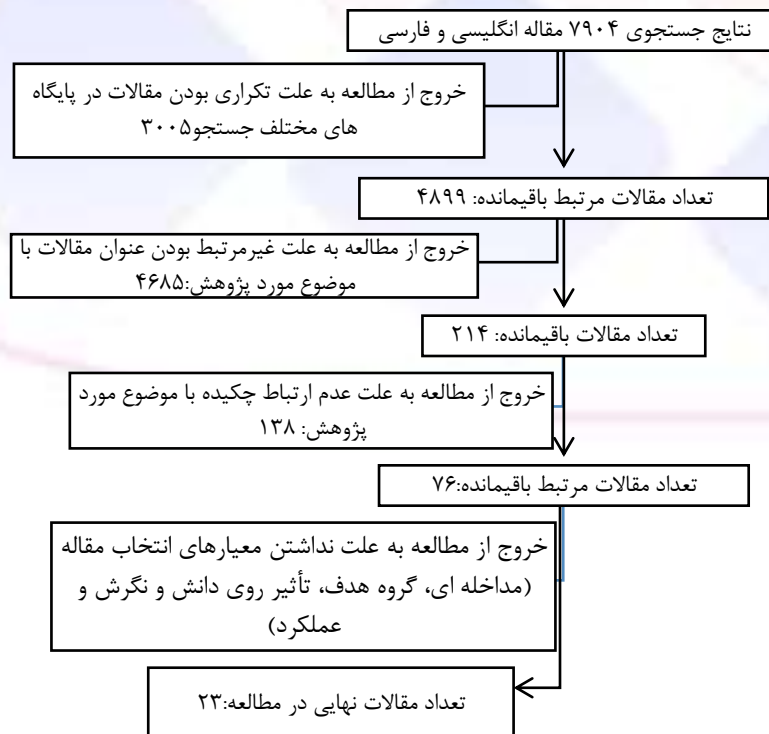 نتایج جستجوی ۷۹۰۴ مقاله انگلیسی و فارسی
خروج از مطالعه به علت تکراری بودن مقالات در پایگاه
های مختلف جستجو۳۰۰۵
تعداد مقالات مرتبط باقیمانده: ۴۸۹۹
خروج از مطالعه به علت غیرمرتبط بودن عنوان مقالات با
موضوع مورد پژوهش:۴۶۸۵
تعداد مقالات باقیمانده: ۲۱۴
خروج از مطالعه به علت عدم ارتباط چکیده با موضوع مورد
پژوهش: ۱۳۸
تعداد مقالات مرتبط باقیمانده:۷۶
خروج از مطالعه به علت نداشتن معیارهای انتخاب مقاله
(مداخله ای، گروه هدف، تأثیر روی دانش و نگرش و
عملکرد)
تعداد مقالات نهایی در مطالعه:۲۳